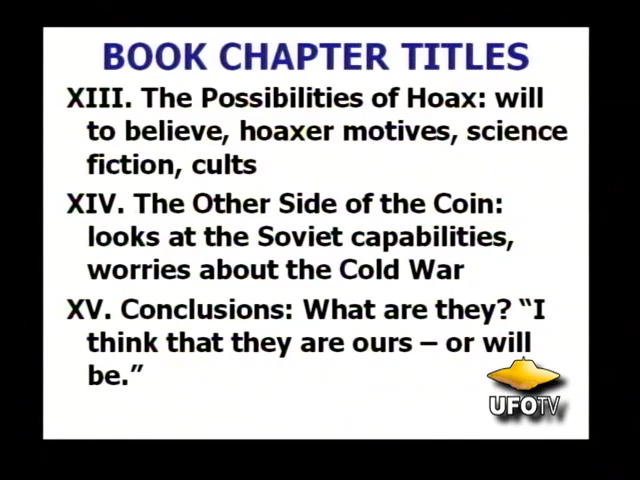 BOOK CHAPTER TITLES
XIII. The Possibilities of Hoax: will
to believe, hoaxer motives, science
fiction, cults
XIV. The Other Side of the Coin:
looks at the Soviet capabilities,
worries about the Cold War
XV. Conclusions: What are they? “I
think that they are ours – or will
be.”
UFOTV